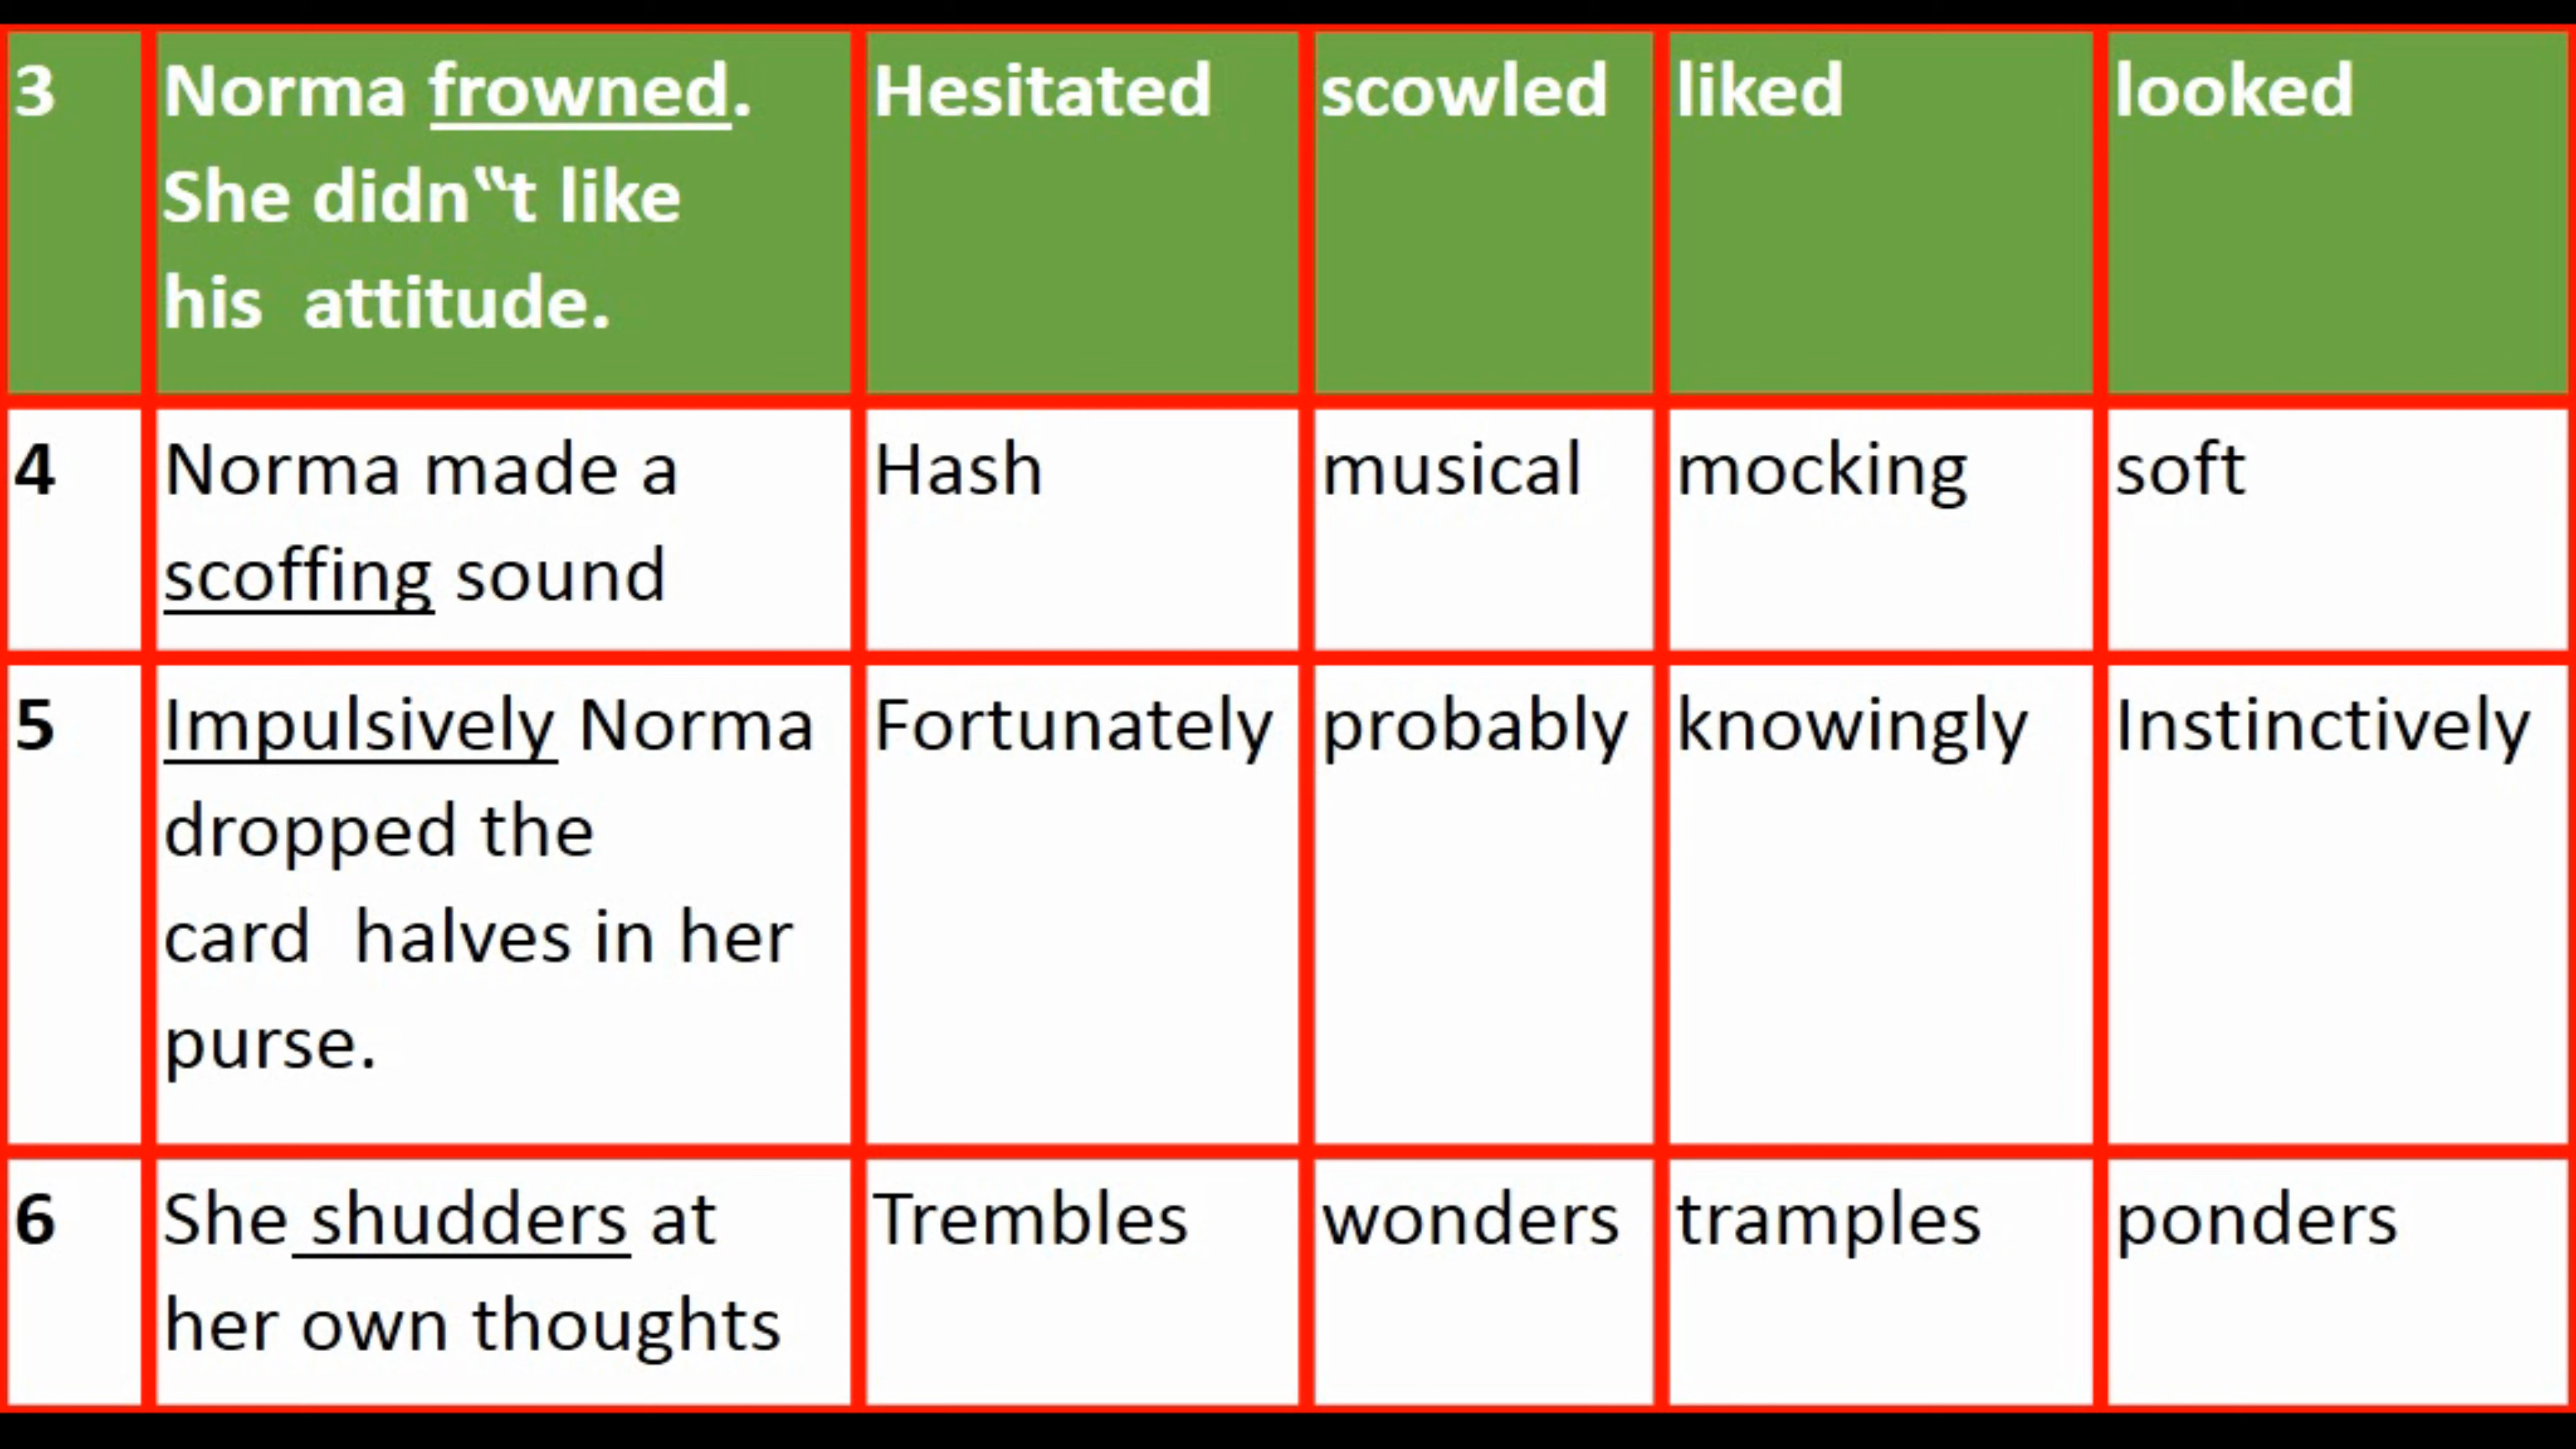 3 Norma frowned. Hesitated scowled liked looked
She didn‟t like
his attitude.
4 Norma made a Hash musical mocking soft
scoffing sound
5 Impulsively Norma Fortunately probably knowingly Instinctively
dropped the
card halves in her
purse.
6 She shudders at Trembles wonders tramples ponders
her own thoughts